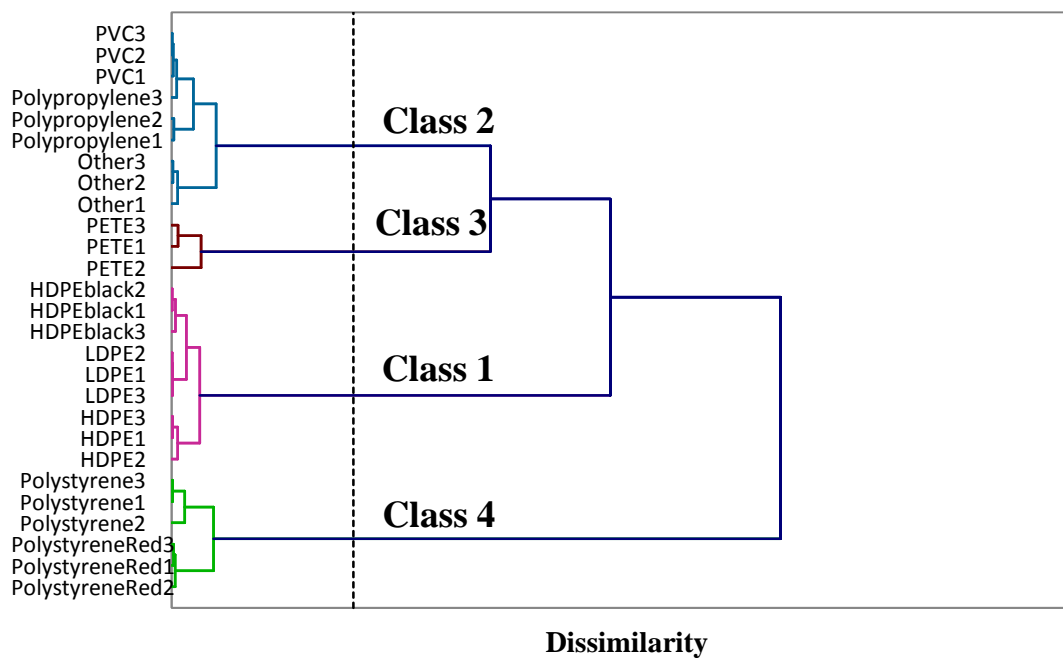 PVC3
PVC2
PVC1
Polypropylene3
Polypropylene2
Polypropylene1
Other3
Other2
Other1
PETE3
PETE1
PETE2
HDPEblack2
HDPEblack1
HDPEblack3
LDPE2
LDPE1
LDPE3
HDPE3
HDPE1
HDPE2
Polystyrene3
Polystyrene1
Polystyrene2
PolystyreneRed3
PolystyreneRed1
PolystyreneRed2
Class 2
Class 3
Class 1
Class 4
Dissimilarity